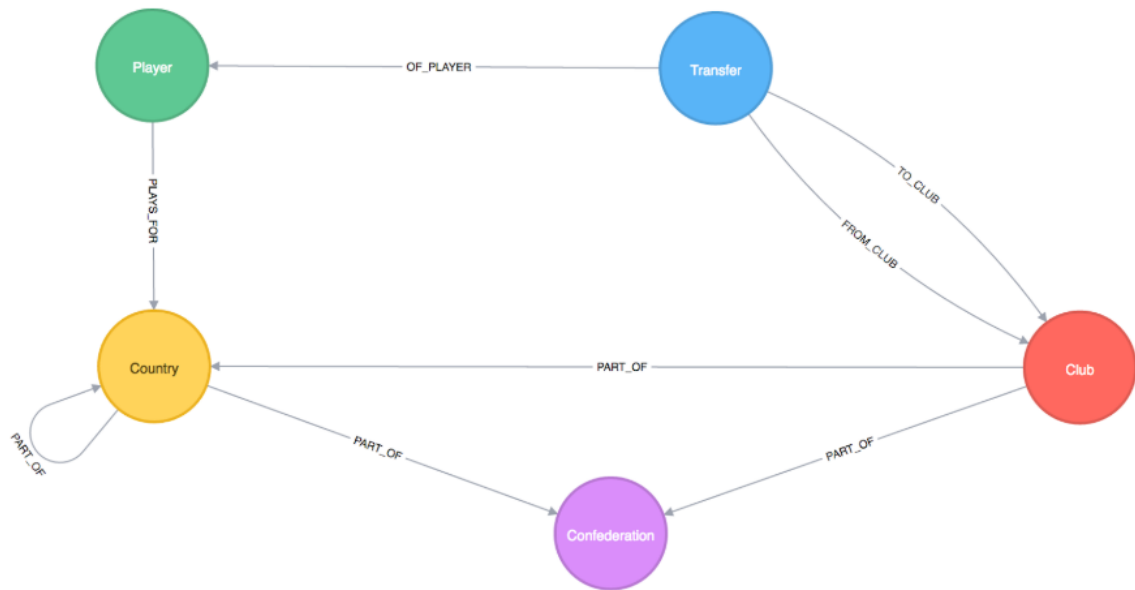 Player
OF_PLAYER
Transfer
PLAYS_FOR
TO_CLUB
FROM_CLUB
Country
PART_OF
Club
PART_OF
PART_OF
PART_OF
Confederation